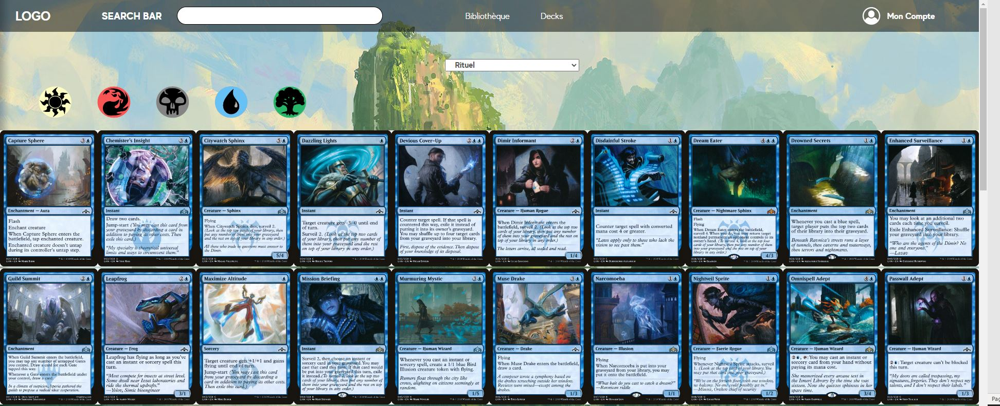 LOGO
SEARCH BAR
Bibliothèque
Decks
Mon Compte
Rituel
Capture Sphere 3
Enchantment — Aura
Flash
Enchant creature
When Capture Sphere enters the
battlefield, tap enchanted creature.
Enchanted creature doesn't untap
during its controller's untap step.
Chemister's Insight 3
Instant
Draw two cards.
Jump-start (You may cast this card from
your graveyard by discarding a card in
addition to paying its other costs. Then
exile this card.)
"My specialty is theoretical universal
limits and ways to circumvent them."
Citywatch Sphinx 5
Creature — Sphinx
Flying
When Citywatch Sphinx dies, surveil 2.
(Look at the top two cards of your library, then
put any number of them into your graveyard
and the rest on top of your library in any order.)
All those who trade in questions must answer to
the Dimir.
5/4
Dazzling Lights
Instant
Target creature gets -3/-0 until end
of turn.
Surveil 2. (Look at the top two cards
of your library, then put any number of
them into your graveyard and the rest
on top of your library in any order.)
Devious Cover-Up 2
Instant
Counter target spell. If that spell is
countered this way, exile it instead of
putting it into its owner's graveyard.
You may shuffle up to four target cards
from your graveyard into your library.
First, dispose of the evidence. Then dispose
of your knowledge of its disposal.
Dimir Informant 2
Creature — Human Rogue
When Dimir Informant enters the
battlefield, surveil 2. (Look at the top two
cards of your library, then put any number
of them into your graveyard and the rest on
top of your library in any order.)
The letters arrive, all sealed and read.
1/4
Disdainful Stroke 1
Instant
Counter target spell with converted
mana cost 4 or greater.
"Laws apply only to those who lack the
vision to see past them."
Dream Eater 4
Creature — Nightmare Sphinx
Flash
Flying
When Dream Eater enters the battlefield,
surveil 4. When you do, you may return target
nonland permanent an opponent controls to its
owner's hand.
4/3
Drowned Secrets 1
Enchantment
Whenever you cast a blue spell,
target player puts the top two cards
of their library into their graveyard.
Beneath Ravnica's streets runs a layer
of tunnels, then caverns and waterways,
then terrors and nightmares.
Enhanced Surveillance 1
Enchantment
You may look at an additional two
cards each time you surveil.
Exile Enhanced Surveillance: Shuffle
your graveyard into your library.
"Who are the agents of the Dimir? No
one and everyone."
—Lazav
Guild Summit 2
Enchantment
When Guild Summit enters the battlefield,
you may tap any number of untapped Gates
you control. Draw a card for each Gate
tapped this way.
Whenever a Gate enters the battlefield under
your control, draw a card.
In a climate of suspicion, Isperia gathered the
guilds to propose a radical idea: cooperation.
Leapfrog 2
Creature — Frog
Leapfrog has flying as long as you've
cast an instant or sorcery spell this
turn.
"Most compete for insects at street level.
Some dwell near Izzet laboratories and
ride the thermal updrafts."
—Yolov, Simic bioengineer
3/1
Maximize Altitude
Sorcery
Target creature gets +1/+1 and gains
flying until end of turn.
Jump-start (You may cast this card
from your graveyard by discarding a
card in addition to paying its other costs.
Then exile this card.)
Mission Briefing
Instant
Surveil 2, then choose an instant or
sorcery card in your graveyard. You may
cast that card this turn. If that card would
be put into your graveyard this turn, exile
it instead. (To surveil 2, look at the top two
cards of your library, then put any number of
them into your graveyard and the rest on top
of your library in any order.)
Murmuring Mystic 3
Creature — Human Wizard
Whenever you cast an instant or
sorcery spell, create a 1/1 blue Bird
Illusion creature token with flying.
Rumors float through the city like
crows, alighting on citizens seemingly at
random.
1/5
Muse Drake 3
Creature — Drake
Flying
When Muse Drake enters the battlefield,
draw a card.
A composer wrote a symphony based on
the drakes screeching outside her window.
Reviews were mixed—except among the
drakes.
1/3
Narcomoeba 1
Creature — Illusion
Flying
When Narcomoeba is put into your
graveyard from your library, you may
put it onto the battlefield.
"What bait do you cast to catch a dream?"
—Ravnican riddle
1/1
Nightveil Sprite 1
Creature — Faerie Rogue
Flying
Whenever Nightveil Sprite attacks, surveil
1. (Look at the top card of your library. You
may put that card into your graveyard.)
"We're on the fortieth floor with one window,
no balcony. No one could possibly get in."
—Minosz, Orzhov chief of security
1/2
Omnispell Adept 4
Creature — Human Wizard
2, : You may cast an instant or
sorcery card from your hand without
paying its mana cost.
She memorized every arcane text in
the Ismeri Library by the time she was
sixteen. Now she quizzes sphinxes in her
spare time.
3/4
Passwall Adept 1
Creature — Human Wizard
2: Target creature can't be blocked
this turn.
"My doors are called trespassing, my
signatures, forgeries. They don't respect my
talents, and I don't respect their labels."
1/3
Pag